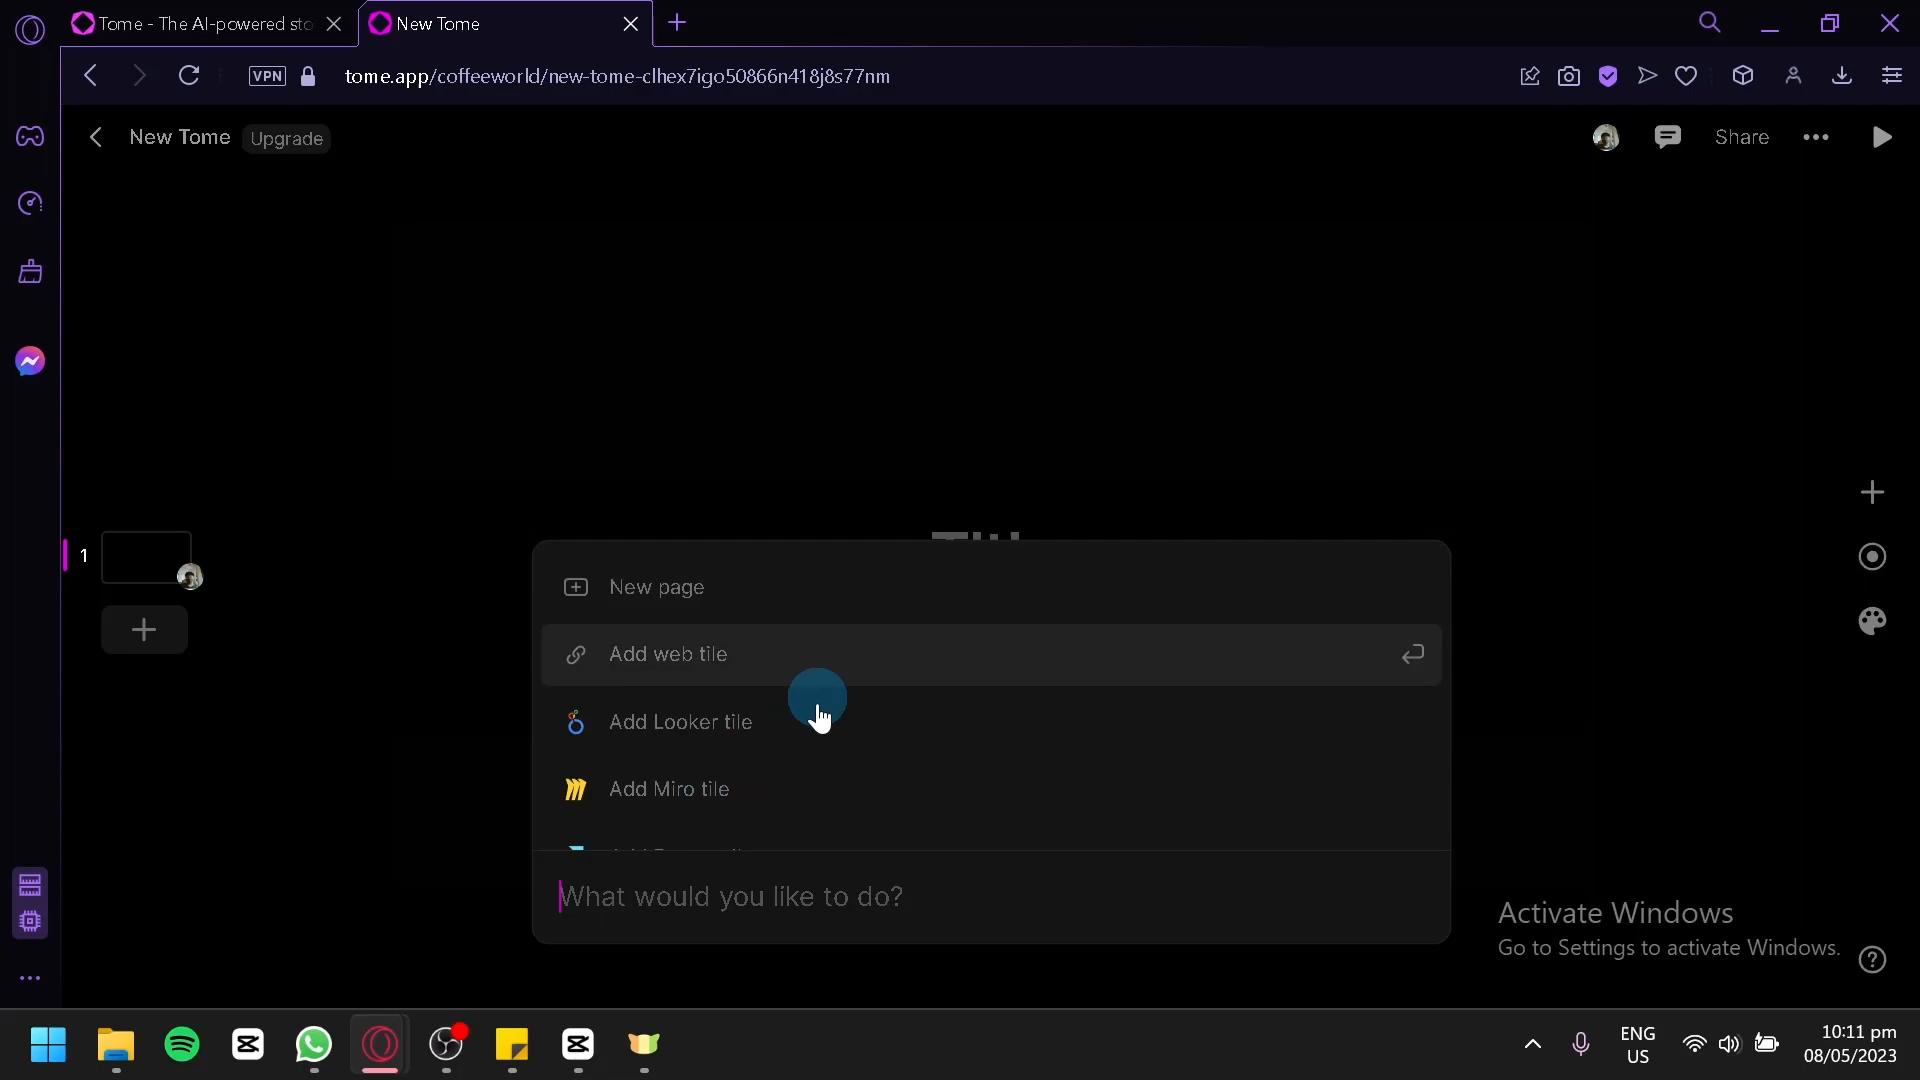 Tome - The AI-powered sto
New Tome
VPN
tome.app/coffeeworld/new-tome-clhex7igo50866n418j8s77nm
New Tome
Upgrade
Share
1
New page
Add web tile
Add Looker tile
Add Miro tile
What would you like to do?
Activate Windows
Go to Settings to activate Windows.
ENG
US
10:11 pm
08/05/2023